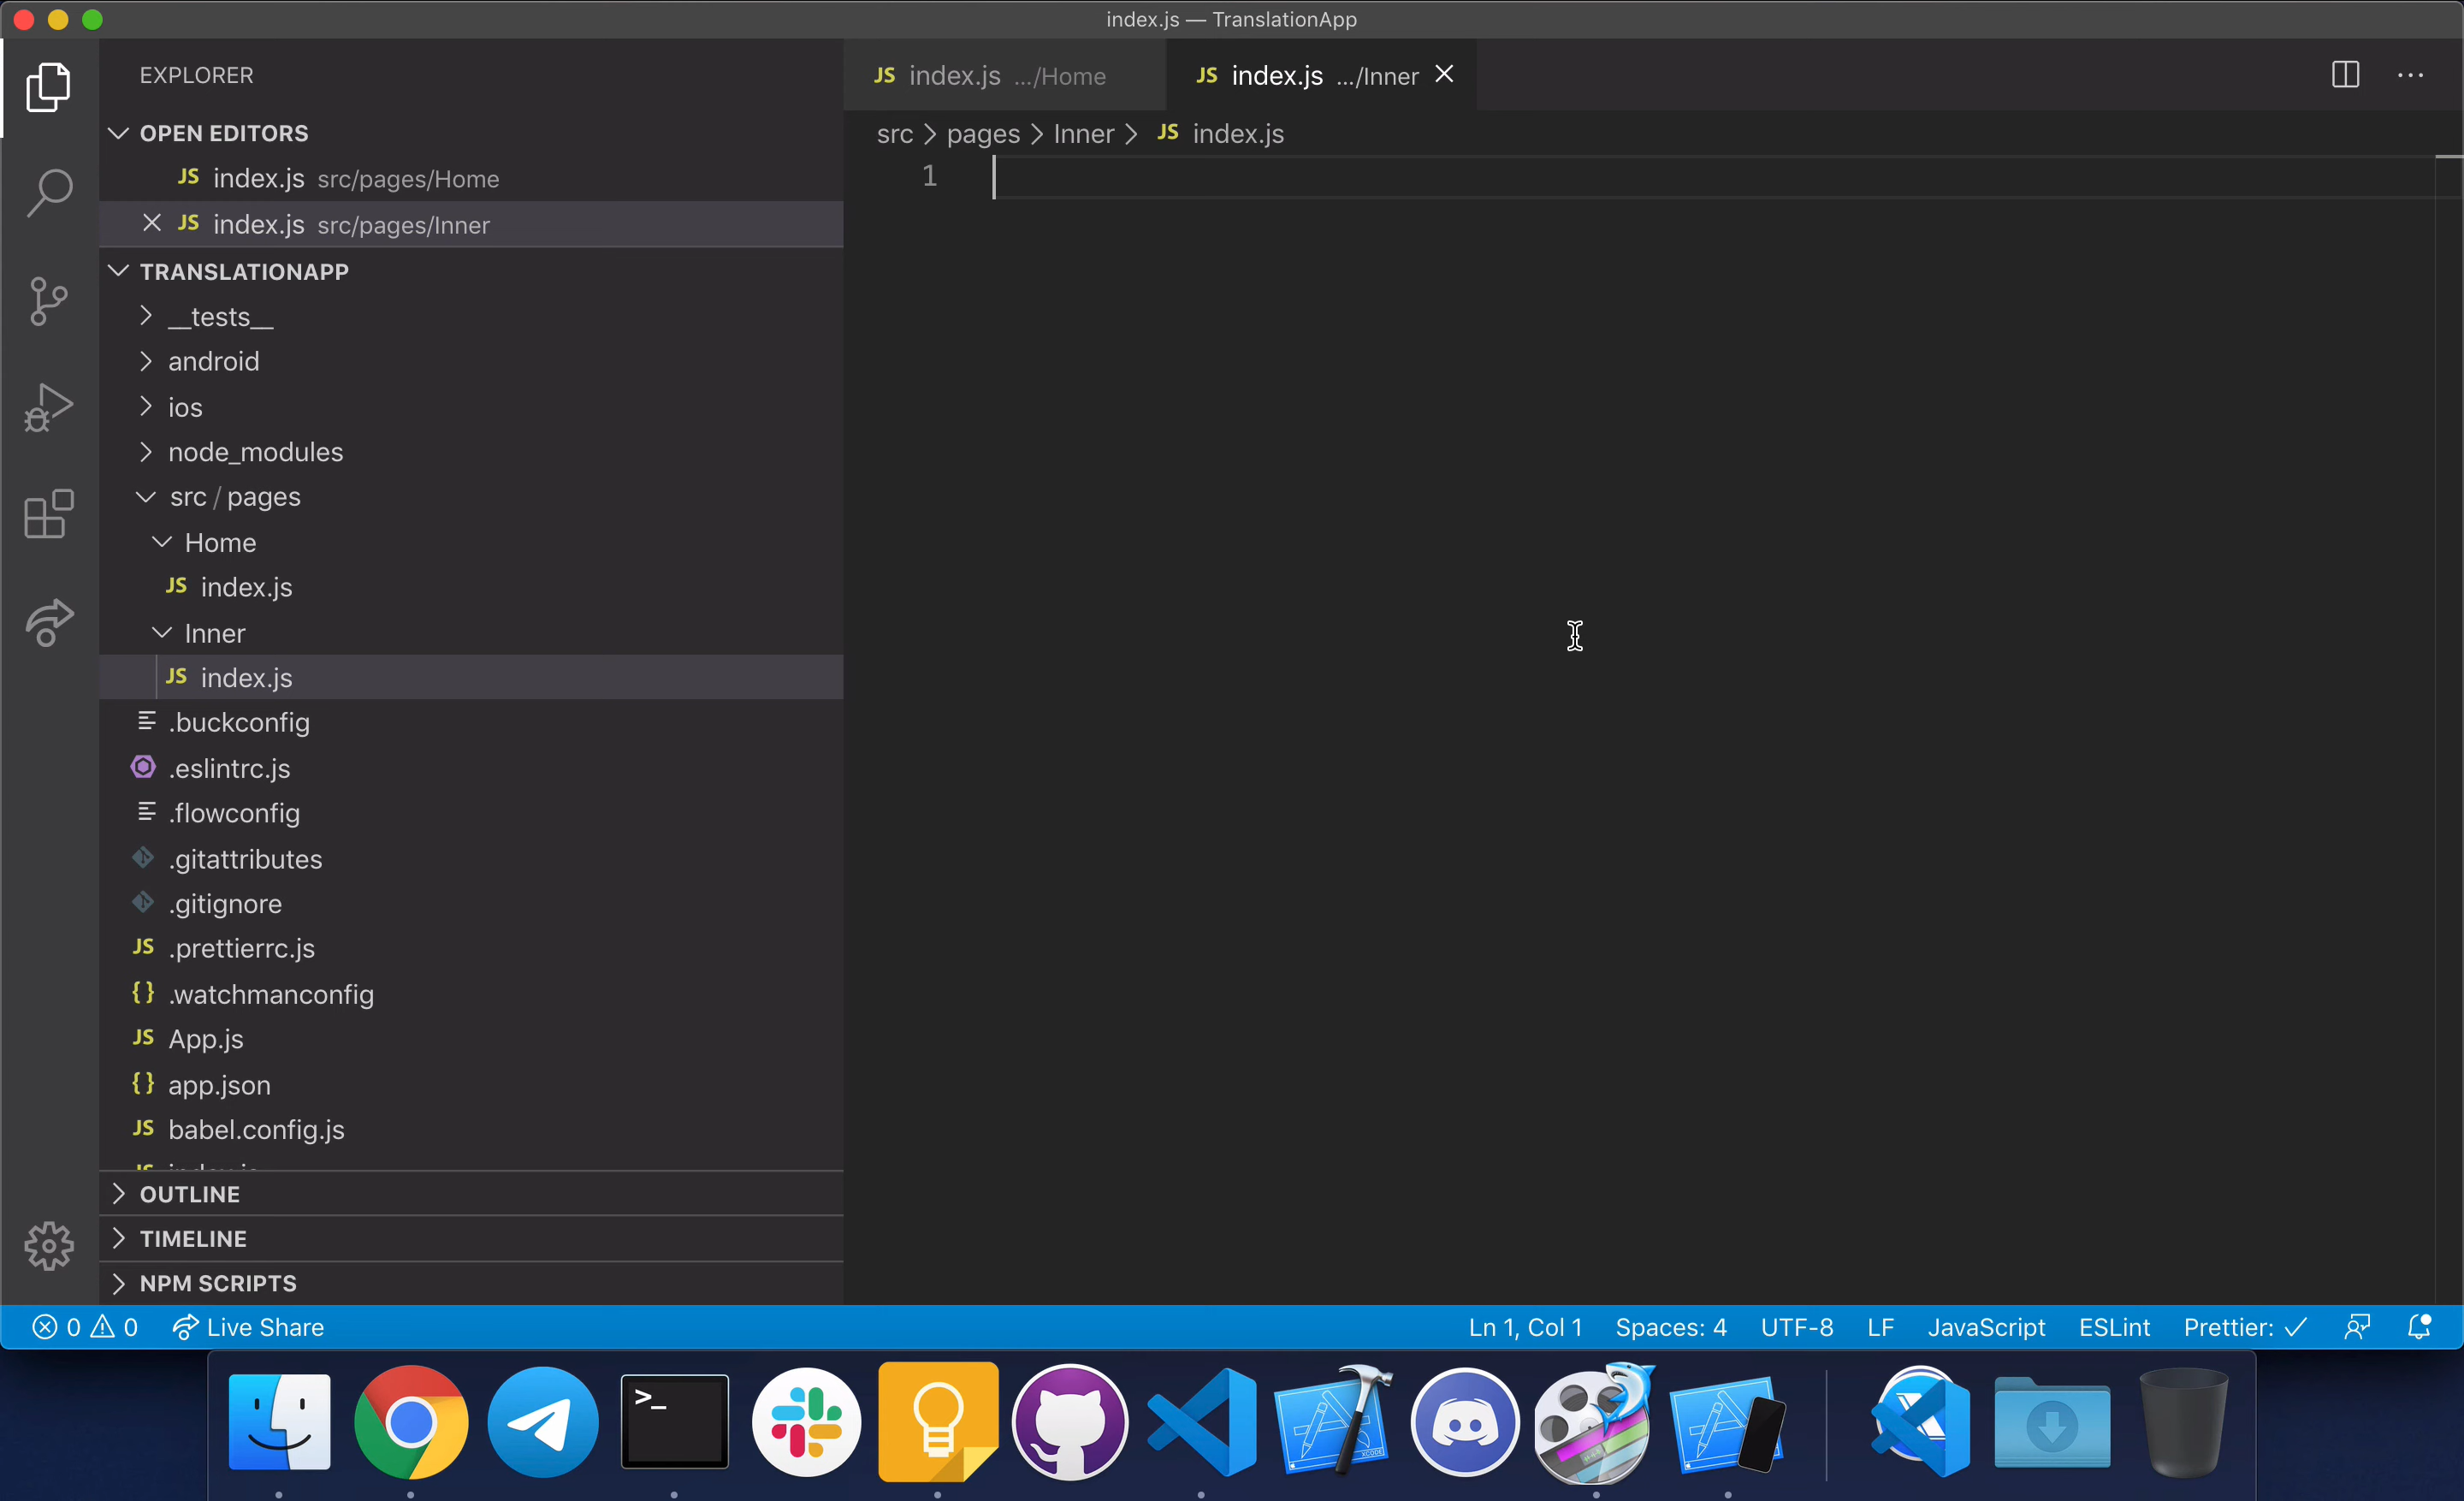 index.js — TranslationApp
EXPLORER
OPEN EDITORS
JS index.js src/pages/Home
JS index.js src/pages/Inner
TRANSLATIONAPP
__tests__
android
ios
node_modules
src / pages
Home
JS index.js
Inner
JS index.js
.buckconfig
.eslintrc.js
.flowconfig
.gitattributes
.gitignore
JS .prettierrc.js
{} .watchmanconfig
JS App.js
{} app.json
JS babel.config.js
OUTLINE
TIMELINE
NPM SCRIPTS
JS index.js .../Home
JS index.js .../Inner
src > pages > Inner > JS index.js
1
0 0 Live Share
Ln 1, Col 1 Spaces: 4 UTF-8 LF JavaScript ESLint Prettier: ✓
>_
XCODE